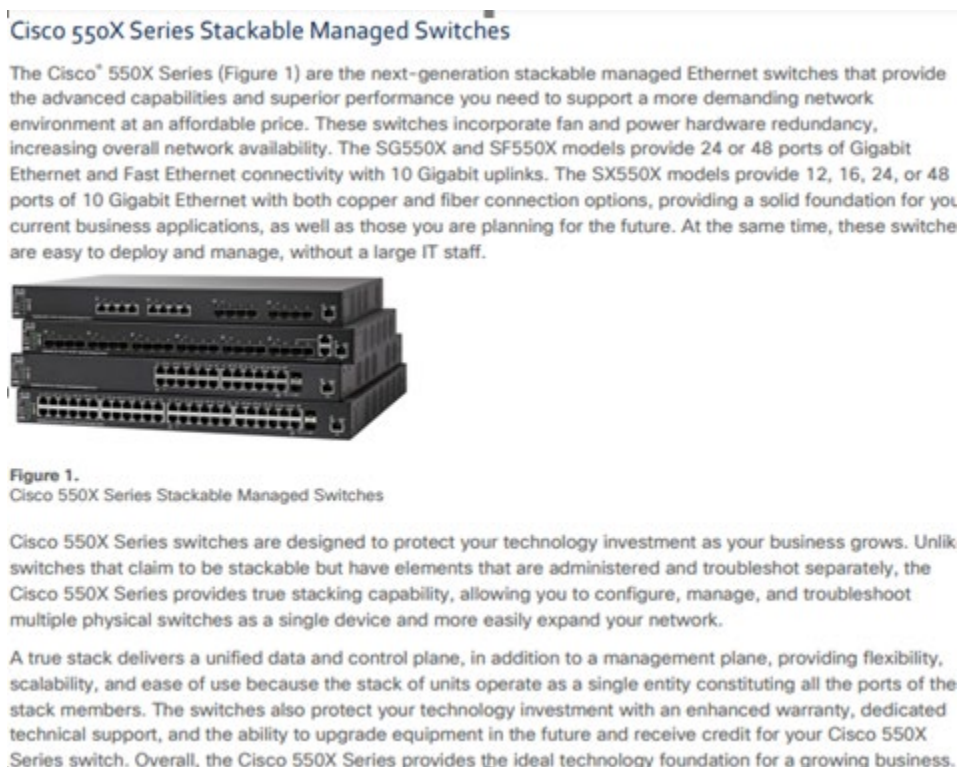 Cisco 550X Series Stackable Managed Switches
The Cisco® 550X Series (Figure 1) are the next-generation stackable managed Ethernet switches that provide
the advanced capabilities and superior performance you need to support a more demanding network
environment at an affordable price. These switches incorporate fan and power hardware redundancy,
increasing overall network availability. The SG550X and SF550X models provide 24 or 48 ports of Gigabit
Ethernet and Fast Ethernet connectivity with 10 Gigabit uplinks. The SX550X models provide 12, 16, 24, or 48
ports of 10 Gigabit Ethernet with both copper and fiber connection options, providing a solid foundation for you
current business applications, as well as those you are planning for the future. At the same time, these switche
are easy to deploy and manage, without a large IT staff.
Figure 1.
Cisco 550X Series Stackable Managed Switches
Cisco 550X Series switches are designed to protect your technology investment as your business grows. Unlik
switches that claim to be stackable but have elements that are administered and troubleshot separately, the
Cisco 550X Series provides true stacking capability, allowing you to configure, manage, and troubleshoot
multiple physical switches as a single device and more easily expand your network.
A true stack delivers a unified data and control plane, in addition to a management plane, providing flexibility,
scalability, and ease of use because the stack of units operate as a single entity constituting all the ports of the
stack members. The switches also protect your technology investment with an enhanced warranty, dedicated
technical support, and the ability to upgrade equipment in the future and receive credit for your Cisco 550X
Series switch. Overall, the Cisco 550X Series provides the ideal technology foundation for a growing business.